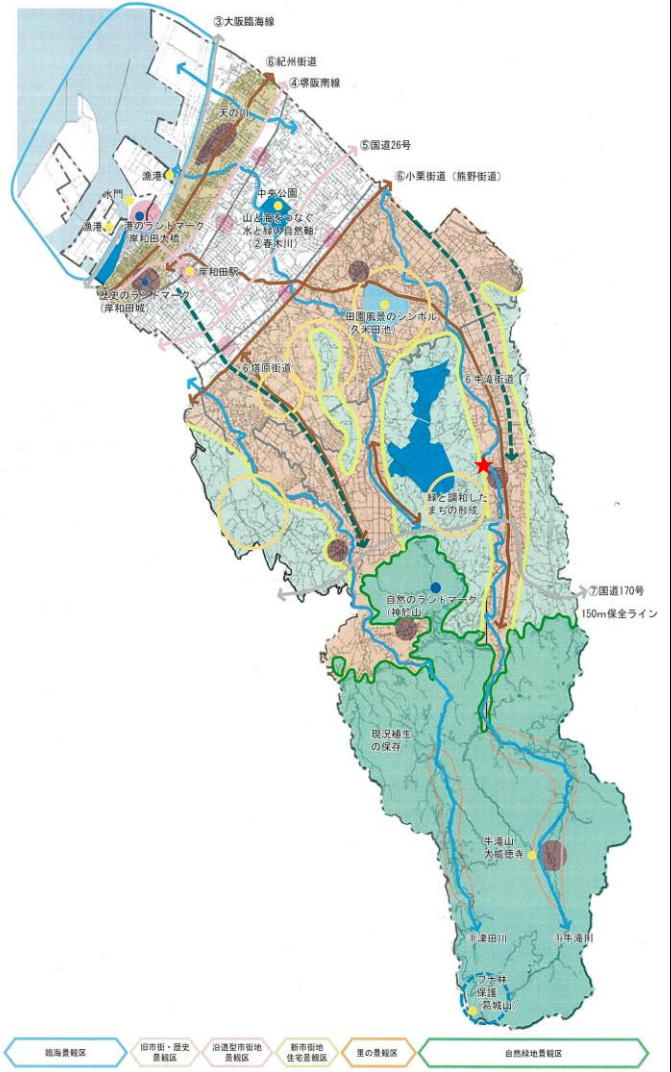 ③大阪臨海線
⑥紀州街道
④堺阪南線
天の川
⑤国道26号
漁港
⑥小栗街道（熊野街道）
水門
中央公園
漁港
港のランドマーク
（岸和田大橋）
山と海をつなぐ
水と緑の自然軸
（②春木川）
岸和田駅
歴史のランドマーク
（岸和田城）
田園風景のシンボル
（久米田池）
⑥塔原街道
⑥牛滝街道
緑と調和した
まちの形成
⑦国道170号
自然のランドマーク
（神於山）
150m保全ライン
現況植生
の保存
牛滝山
大威徳寺
①津田川
①牛滝川
ブナ林
保護
（葛城山）
臨海景観区
旧市街・歴史
景観区
沿道型市街地
景観区
新市街地
住宅景観区
里の景観区
自然緑地景観区